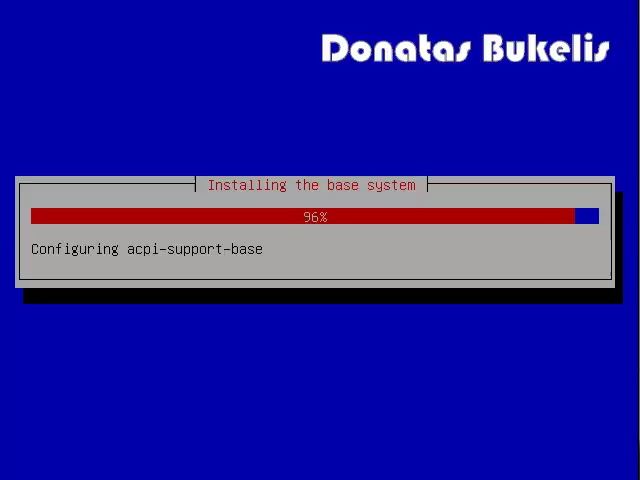 Donatas Bukelis
Installing the base system
96%
Configuring acpi-support-base